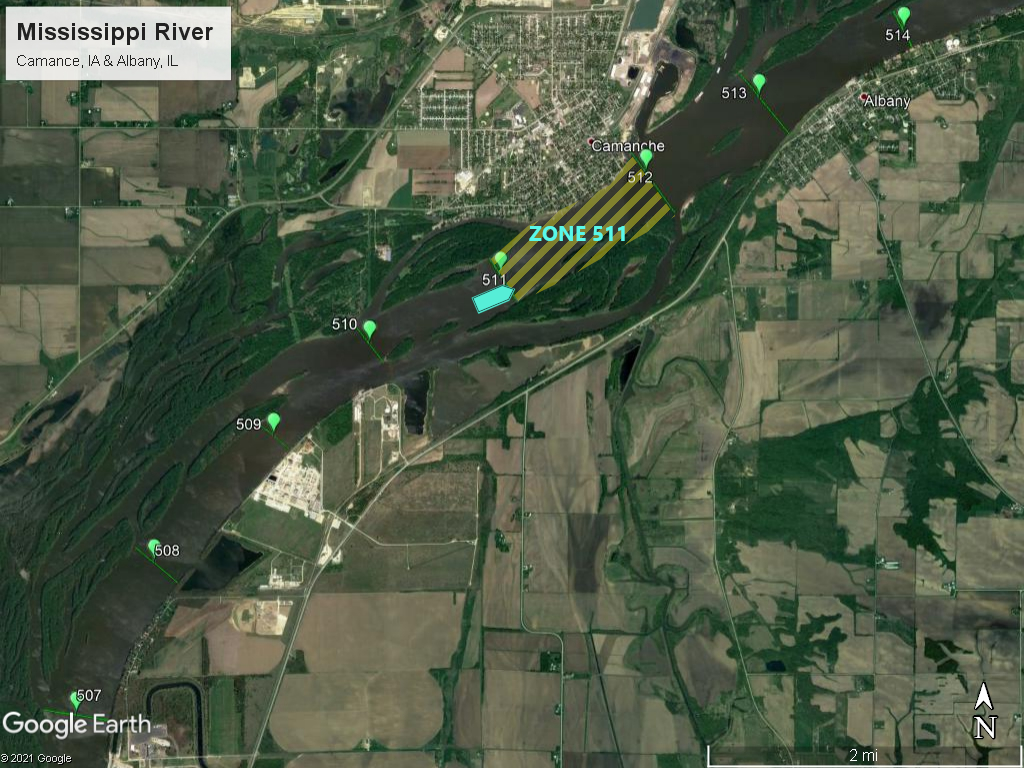 Mississippi River
Camance, IA & Albany, IL
514
513
Albany
Camanche
512
ZONE 511
511
510
509
508
507
Google Earth
© 2021 Google
N
2 mi